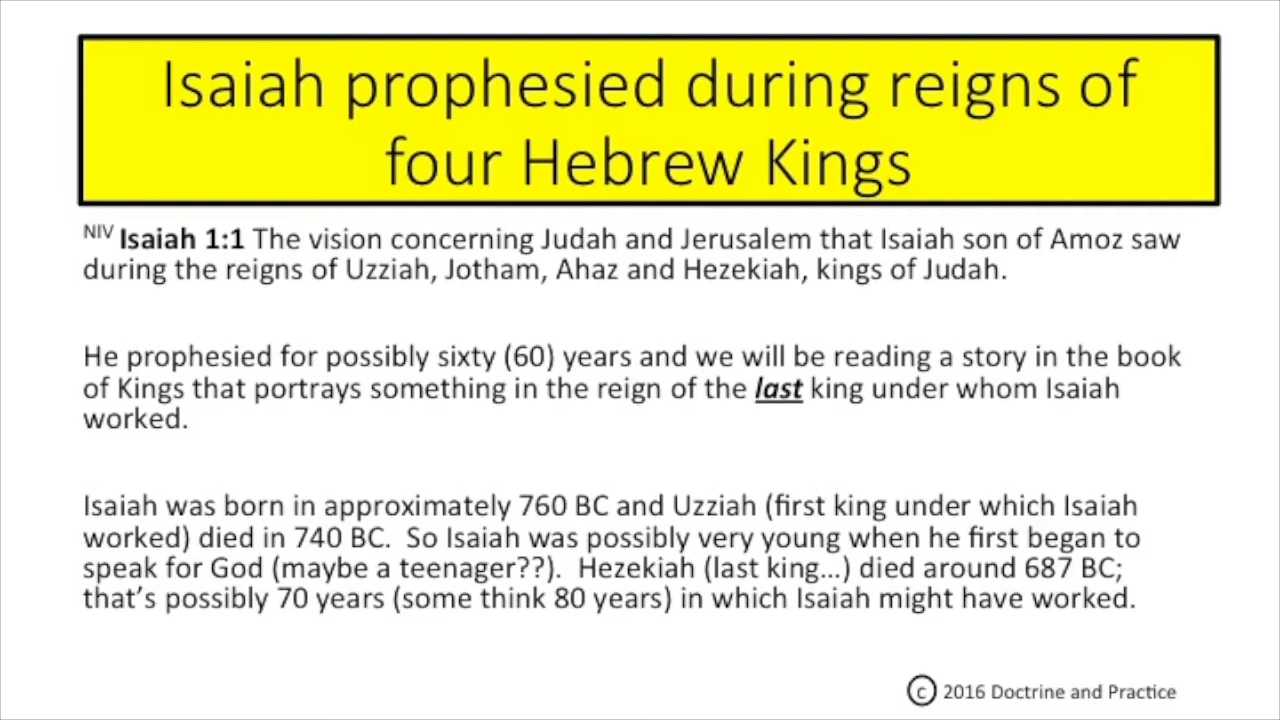 Isaiah prophesied during reigns of
four Hebrew Kings
NIV Isaiah 1:1 The vision concerning Judah and Jerusalem that Isaiah son of Amoz saw
during the reigns of Uzziah, Jotham, Ahaz and Hezekiah, kings of Judah.
He prophesied for possibly sixty (60) years and we will be reading a story in the book
of Kings that portrays something in the reign of the last king under whom Isaiah
worked.
Isaiah was born in approximately 760 BC and Uzziah (first king under which Isaiah
worked) died in 740 BC.  So Isaiah was possibly very young when he first began to
speak for God (maybe a teenager??).  Hezekiah (last king…) died around 687 BC;
that’s possibly 70 years (some think 80 years) in which Isaiah might have worked.
© 2016 Doctrine and Practice